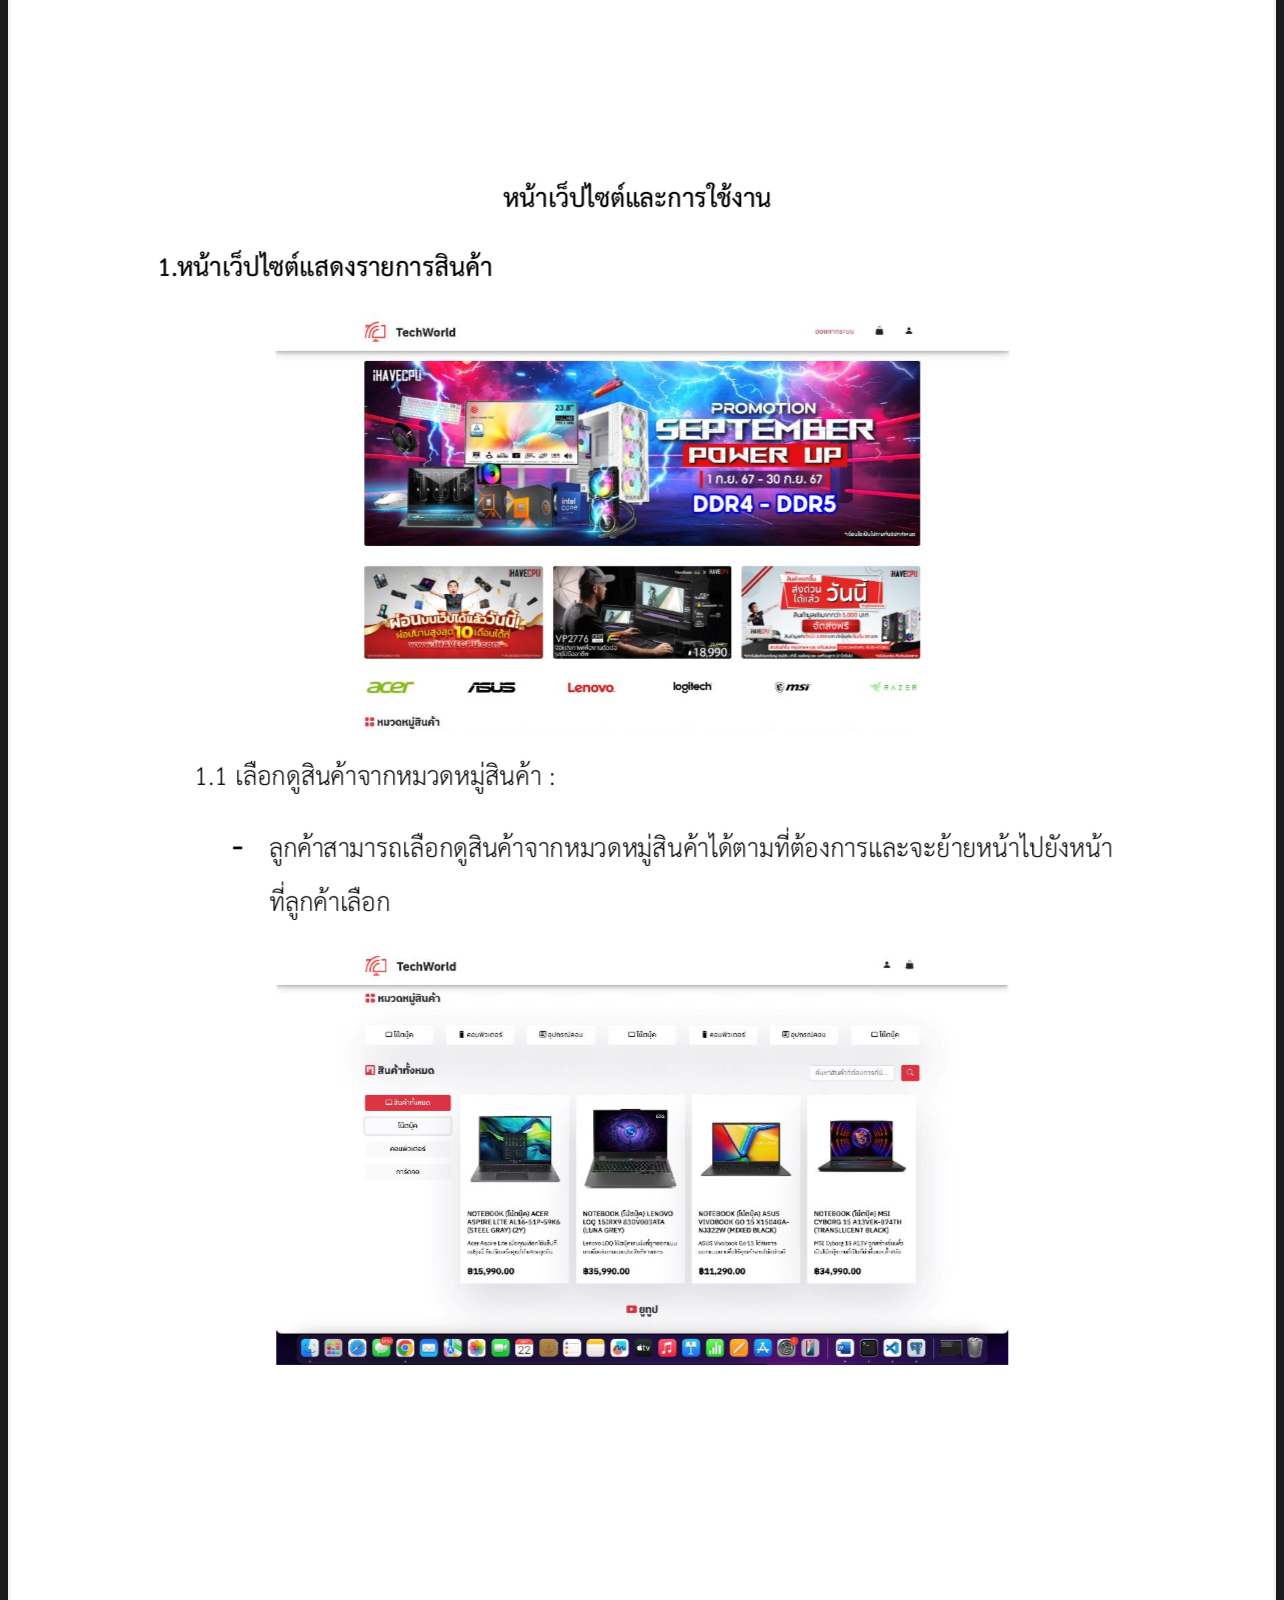 หน้าเว็ปไซต์และการใช้งาน
1.หน้าเว็ปไซต์แสดงรายการสินค้า
TechWorld
ออกจากระบบ
iHAVECPU
23.8"
intel
CORE
PROMOTION
SEPTEMBER
POWER UP
1 ก.ย. 67 - 30 ก.ย. 67
DDR4 - DDR5
iHAVECPU
ผ่อนบนเว็บได้แล้ววันนี้!
ผ่อนนานสูงสุด 10 เดือนได้ที่
www.IHAVECPU.com
VP2776
฿18,990
iHAVECPU
ส่งด่วน
ได้แล้ว วันนี้
จัดส่งฟรี
acer
ASUS
Lenovo
logitech
msi
RAZER
หมวดหมู่สินค้า
1.1 เลือกดูสินค้าจากหมวดหมู่สินค้า :
- ลูกค้าสามารถเลือกดูสินค้าจากหมวดหมู่สินค้าได้ตามที่ต้องการและจะย้ายหน้าไปยังหน้า
ที่ลูกค้าเลือก
TechWorld
หมวดหมู่สินค้า
โน๊ตบุ๊ค คอมพิวเตอร์ อุปกรณ์คอม โน๊ตบุ๊ค คอมพิวเตอร์ อุปกรณ์คอม โน๊ตบุ๊ค
สินค้าทั้งหมด
ค้นหาสินค้าที่ต้องการที่นี่...
สินค้าทั้งหมด
โน๊ตบุ๊ค
คอมพิวเตอร์
การ์ดจอ
NOTEBOOK (โน้ตบุ๊ค) ACER
ASPIRE LITE AL16-51P-59K6
(STEEL GRAY) (2Y)
฿15,990.00
NOTEBOOK (โน้ตบุ๊ค) LENOVO
LOQ 15IRX9 83DV003ATA
(LUNA GREY)
฿35,990.00
NOTEBOOK (โน้ตบุ๊ค) ASUS
VIVOBOOK GO 15 X1504GA-
NJ322W (MIXED BLACK)
฿11,290.00
NOTEBOOK (โน้ตบุ๊ค) MSI
CYBORG 15 A13VEK-874TH
(TRANSLUCENT BLACK)
฿34,990.00
ยูทูป
22
tv